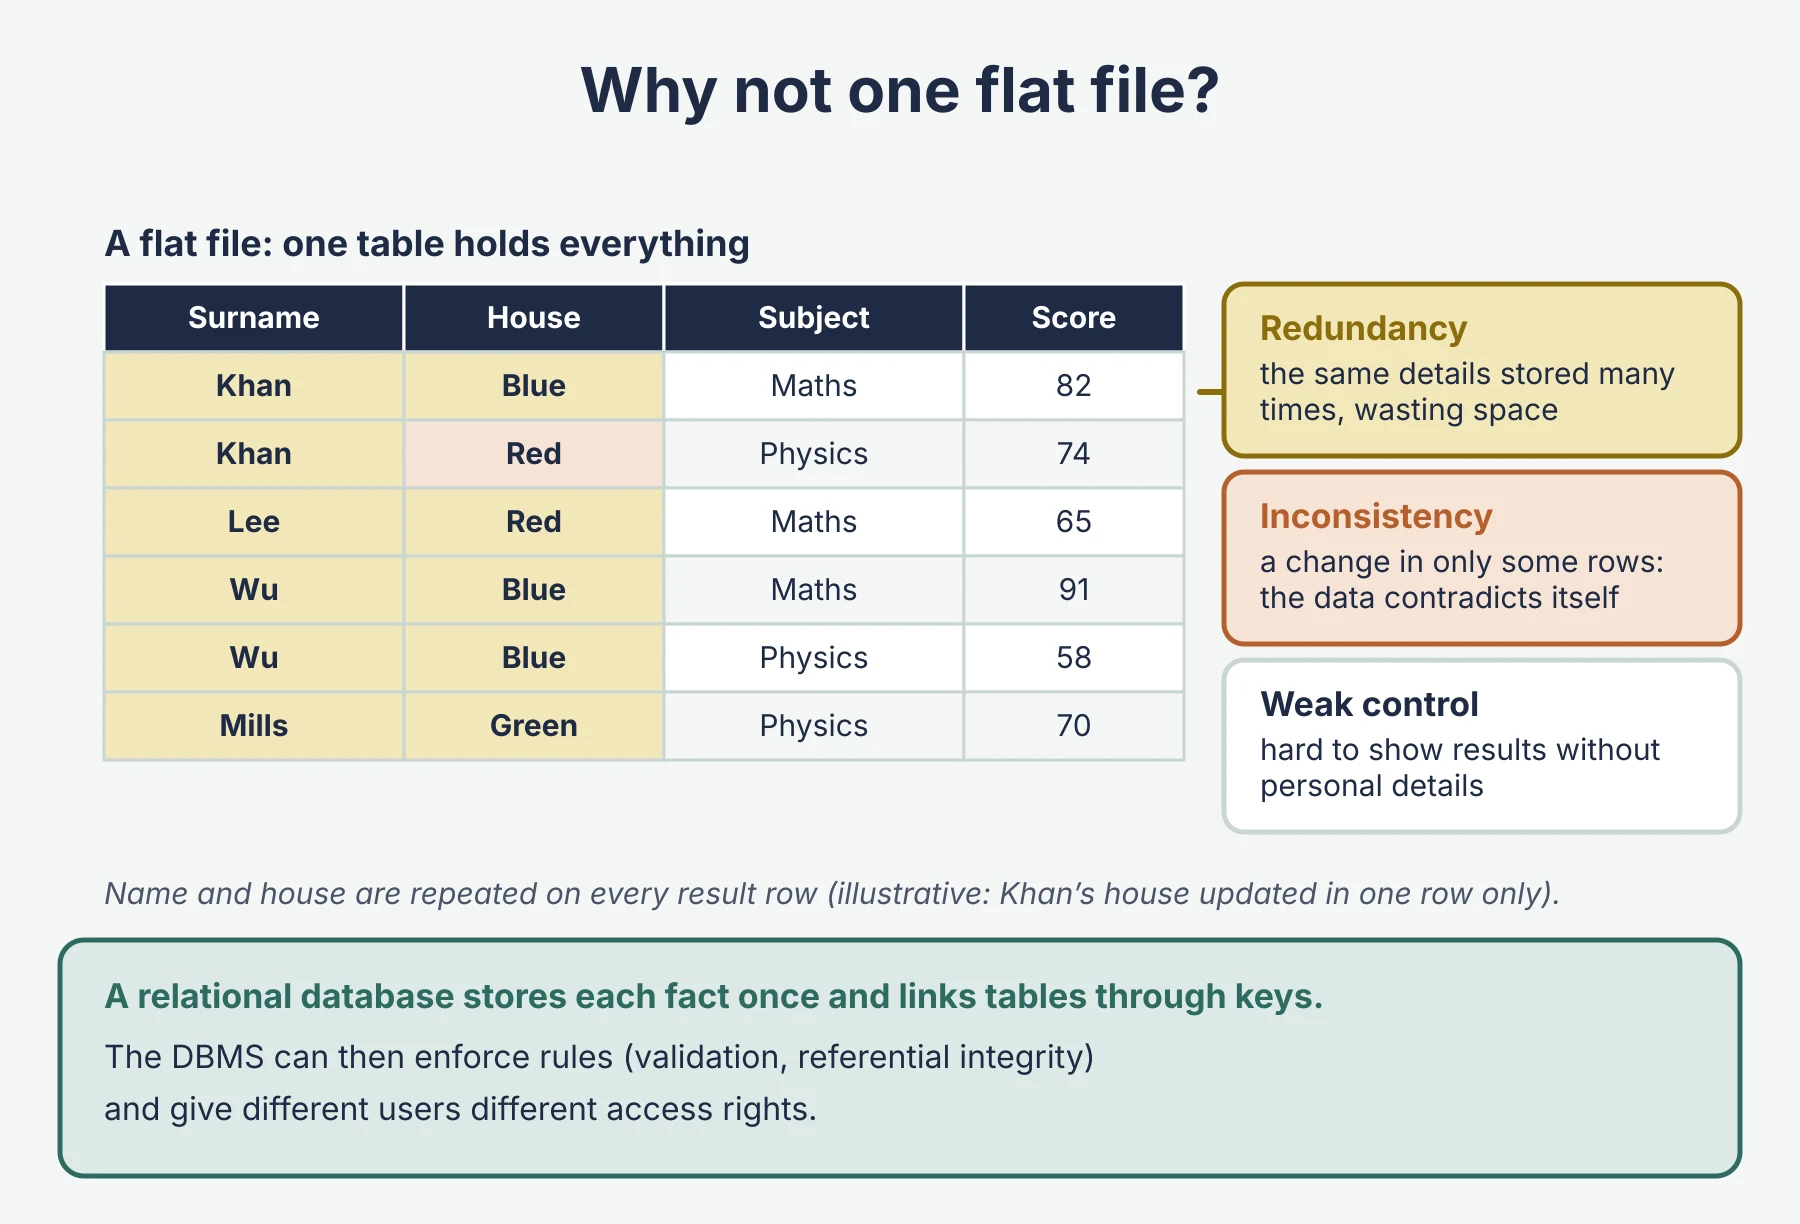 Why not one flat file?
A flat file: one table holds everything
Surname House Subject Score
Khan Blue Maths 82
Khan Red Physics 74
Lee Red Maths 65
Wu Blue Maths 91
Wu Blue Physics 58
Mills Green Physics 70
Redundancy
the same details stored many
times, wasting space
Inconsistency
a change in only some rows:
the data contradicts itself
Weak control
hard to show results without
personal details
Name and house are repeated on every result row (illustrative: Khan’s house updated in one row only).
A relational database stores each fact once and links tables through keys.
The DBMS can then enforce rules (validation, referential integrity)
and give different users different access rights.